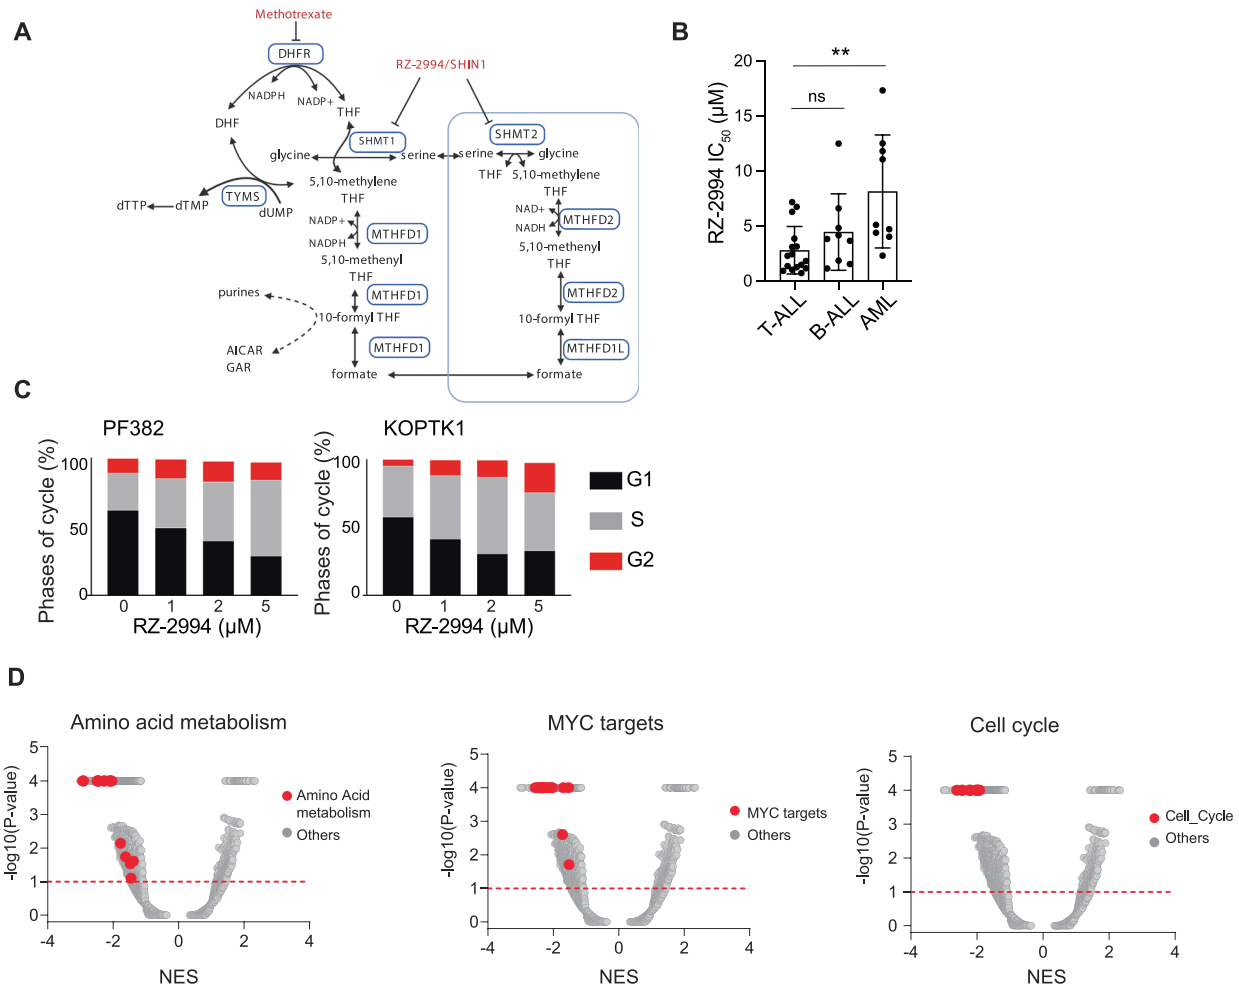 A
Methotrexate
DHFR
NADPH
NADP+
THF
DHF
RZ-2994/SHIN1
SHMT1
SHMT2
glycine
serine
serine
glycine
5,10-methylene
THF
THF
5,10-methylene
THF
TYMS
dTTP
dTMP
dUMP
NADP+
NADPH
MTHFD1
NAD+
NADH
MTHFD2
5,10-methenyl
THF
5,10-methenyl
THF
MTHFD1
MTHFD2
purines
10-formyl THF
10-formyl THF
AICAR
GAR
MTHFD1
MTHFD1L
formate
formate
B
**
ns
RZ-2994 IC50 (µM)
20
15
10
5
0
T-ALL
B-ALL
AML
C
PF382
Phases of cycle (%)
100
50
0
0 1 2 5
RZ-2994 (µM)
KOPTK1
Phases of cycle (%)
100
50
0
0 1 2 5
RZ-2994 (µM)
G1
S
G2
D
Amino acid metabolism
-log10(P-value)
5
4
3
2
1
0
-4 -2 0 2 4
NES
Amino Acid
metabolism
Others
MYC targets
-log10(P-value)
5
4
3
2
1
0
-4 -2 0 2 4
NES
MYC targets
Others
Cell cycle
-log10(P-value)
5
4
3
2
1
0
-4 -2 0 2 4
NES
Cell_Cycle
Others